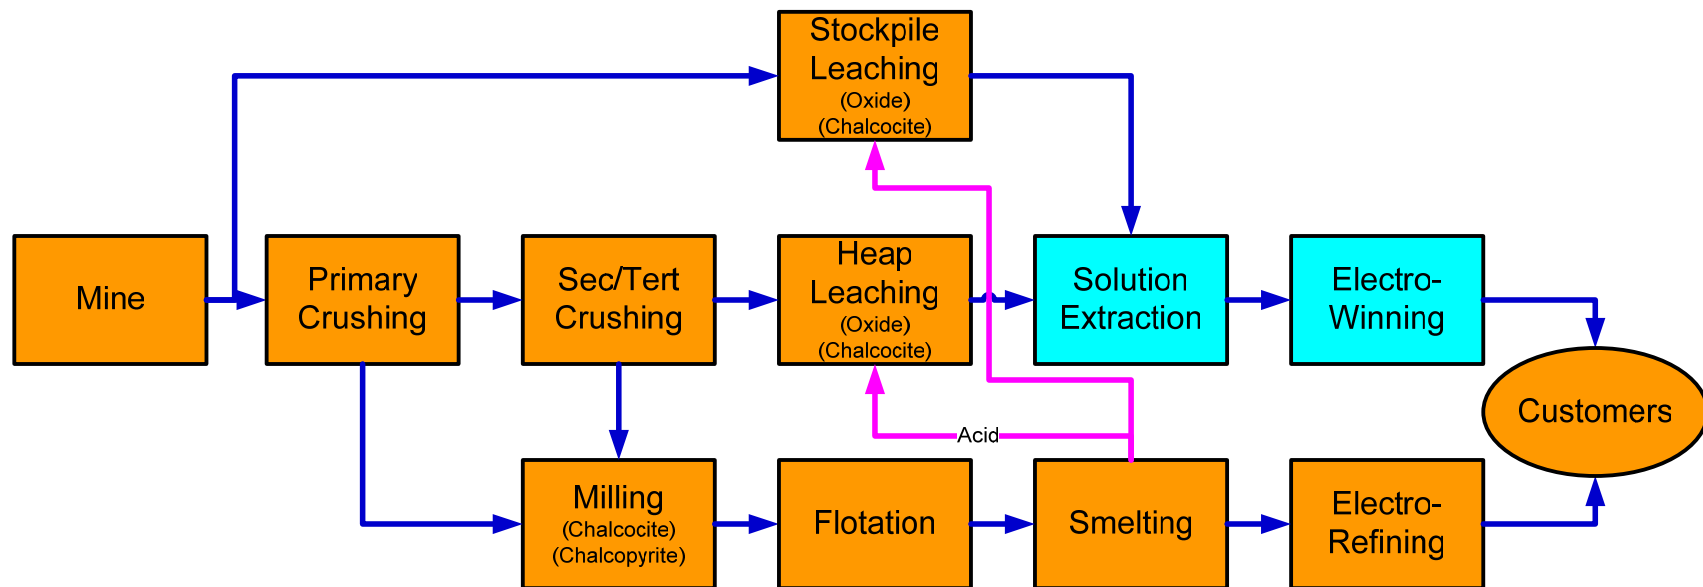 Stockpile
Leaching
(Oxide)
(Chalcocite)
Mine
Primary
Crushing
Sec/Tert
Crushing
Heap
Leaching
(Oxide)
(Chalcocite)
Solution
Extraction
Electro-
Winning
Customers
Acid
Milling
(Chalcocite)
(Chalcopyrite)
Flotation
Smelting
Electro-
Refining